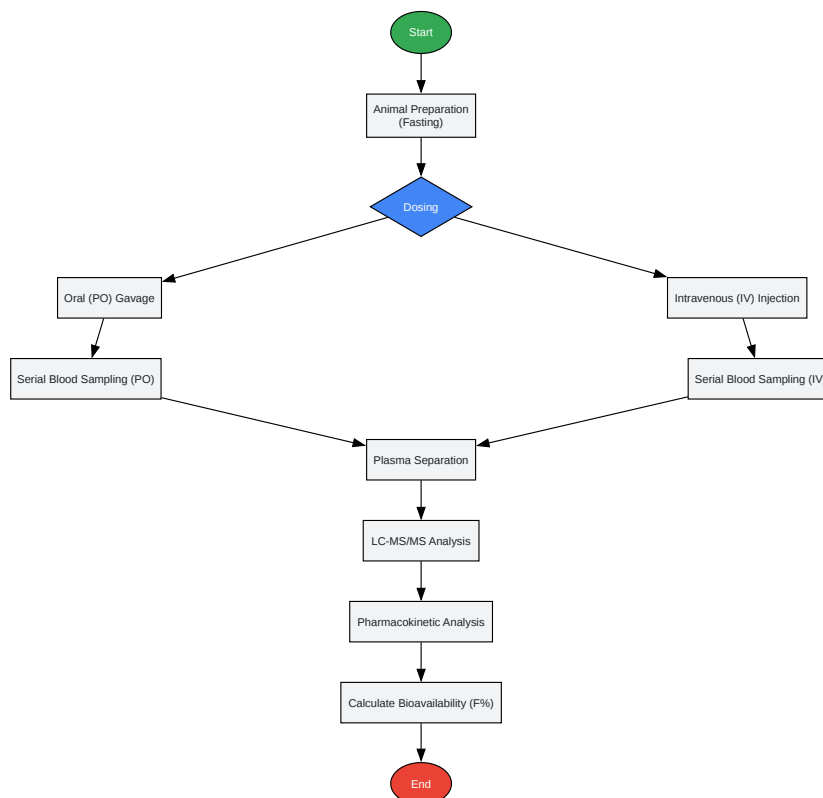 Start
Animal Preparation
(Fasting)
Dosing
Oral (PO) Gavage
Intravenous (IV) Injection
Serial Blood Sampling (PO)
Serial Blood Sampling (IV
Plasma Separation
LC-MS/MS Analysis
Pharmacokinetic Analysis
Calculate Bioavailability (F%)
End